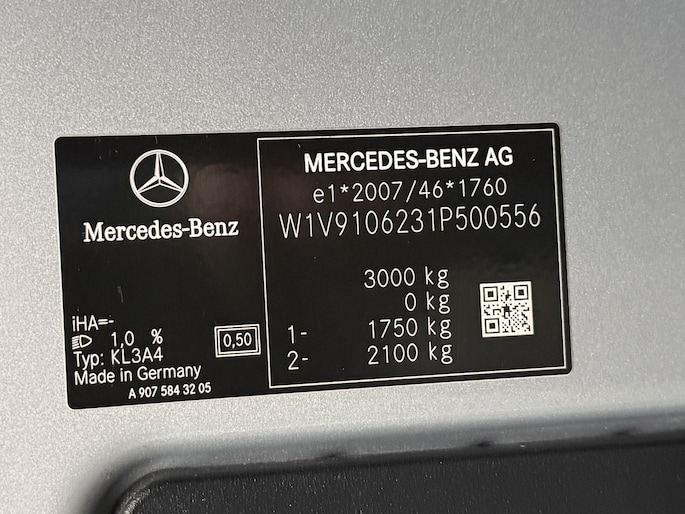 Mercedes-Benz
iHA=-
1,0 %
0,50
Typ: KL3A4
Made in Germany
A 907 584 32 05
MERCEDES-BENZ AG
e1*2007/46*1760
W1V9106231P500556
3000 kg
0 kg
1- 1750 kg
2- 2100 kg